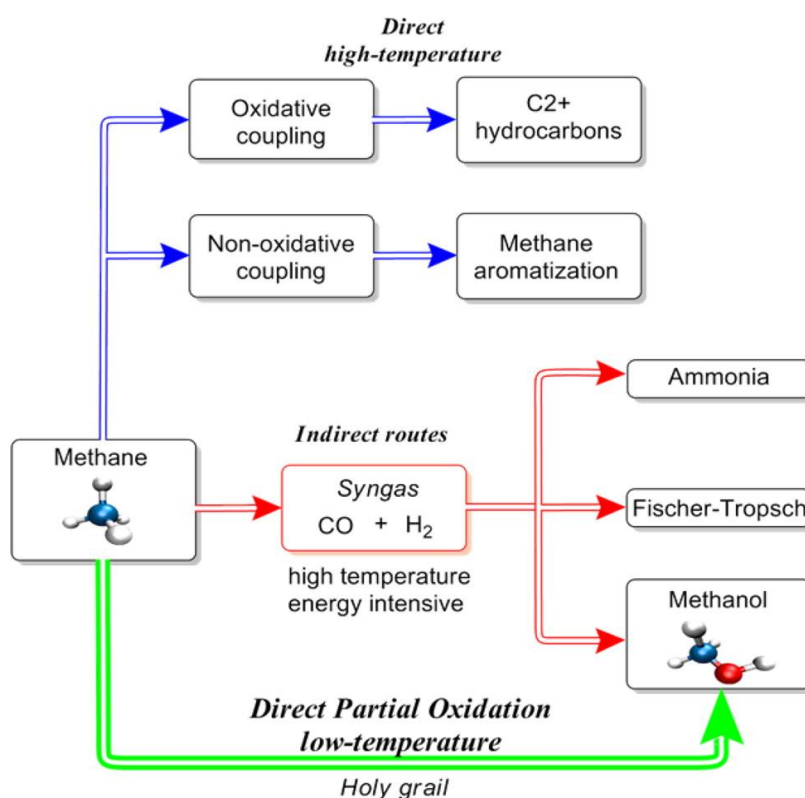 Direct
high-temperature
Oxidative
coupling
C2+
hydrocarbons
Non-oxidative
coupling
Methane
aromatization
Ammonia
Indirect routes
Methane
Syngas
CO + H₂
Fischer-Tropsch
high temperature
energy intensive
Methanol
Direct Partial Oxidation
low-temperature
Holy grail